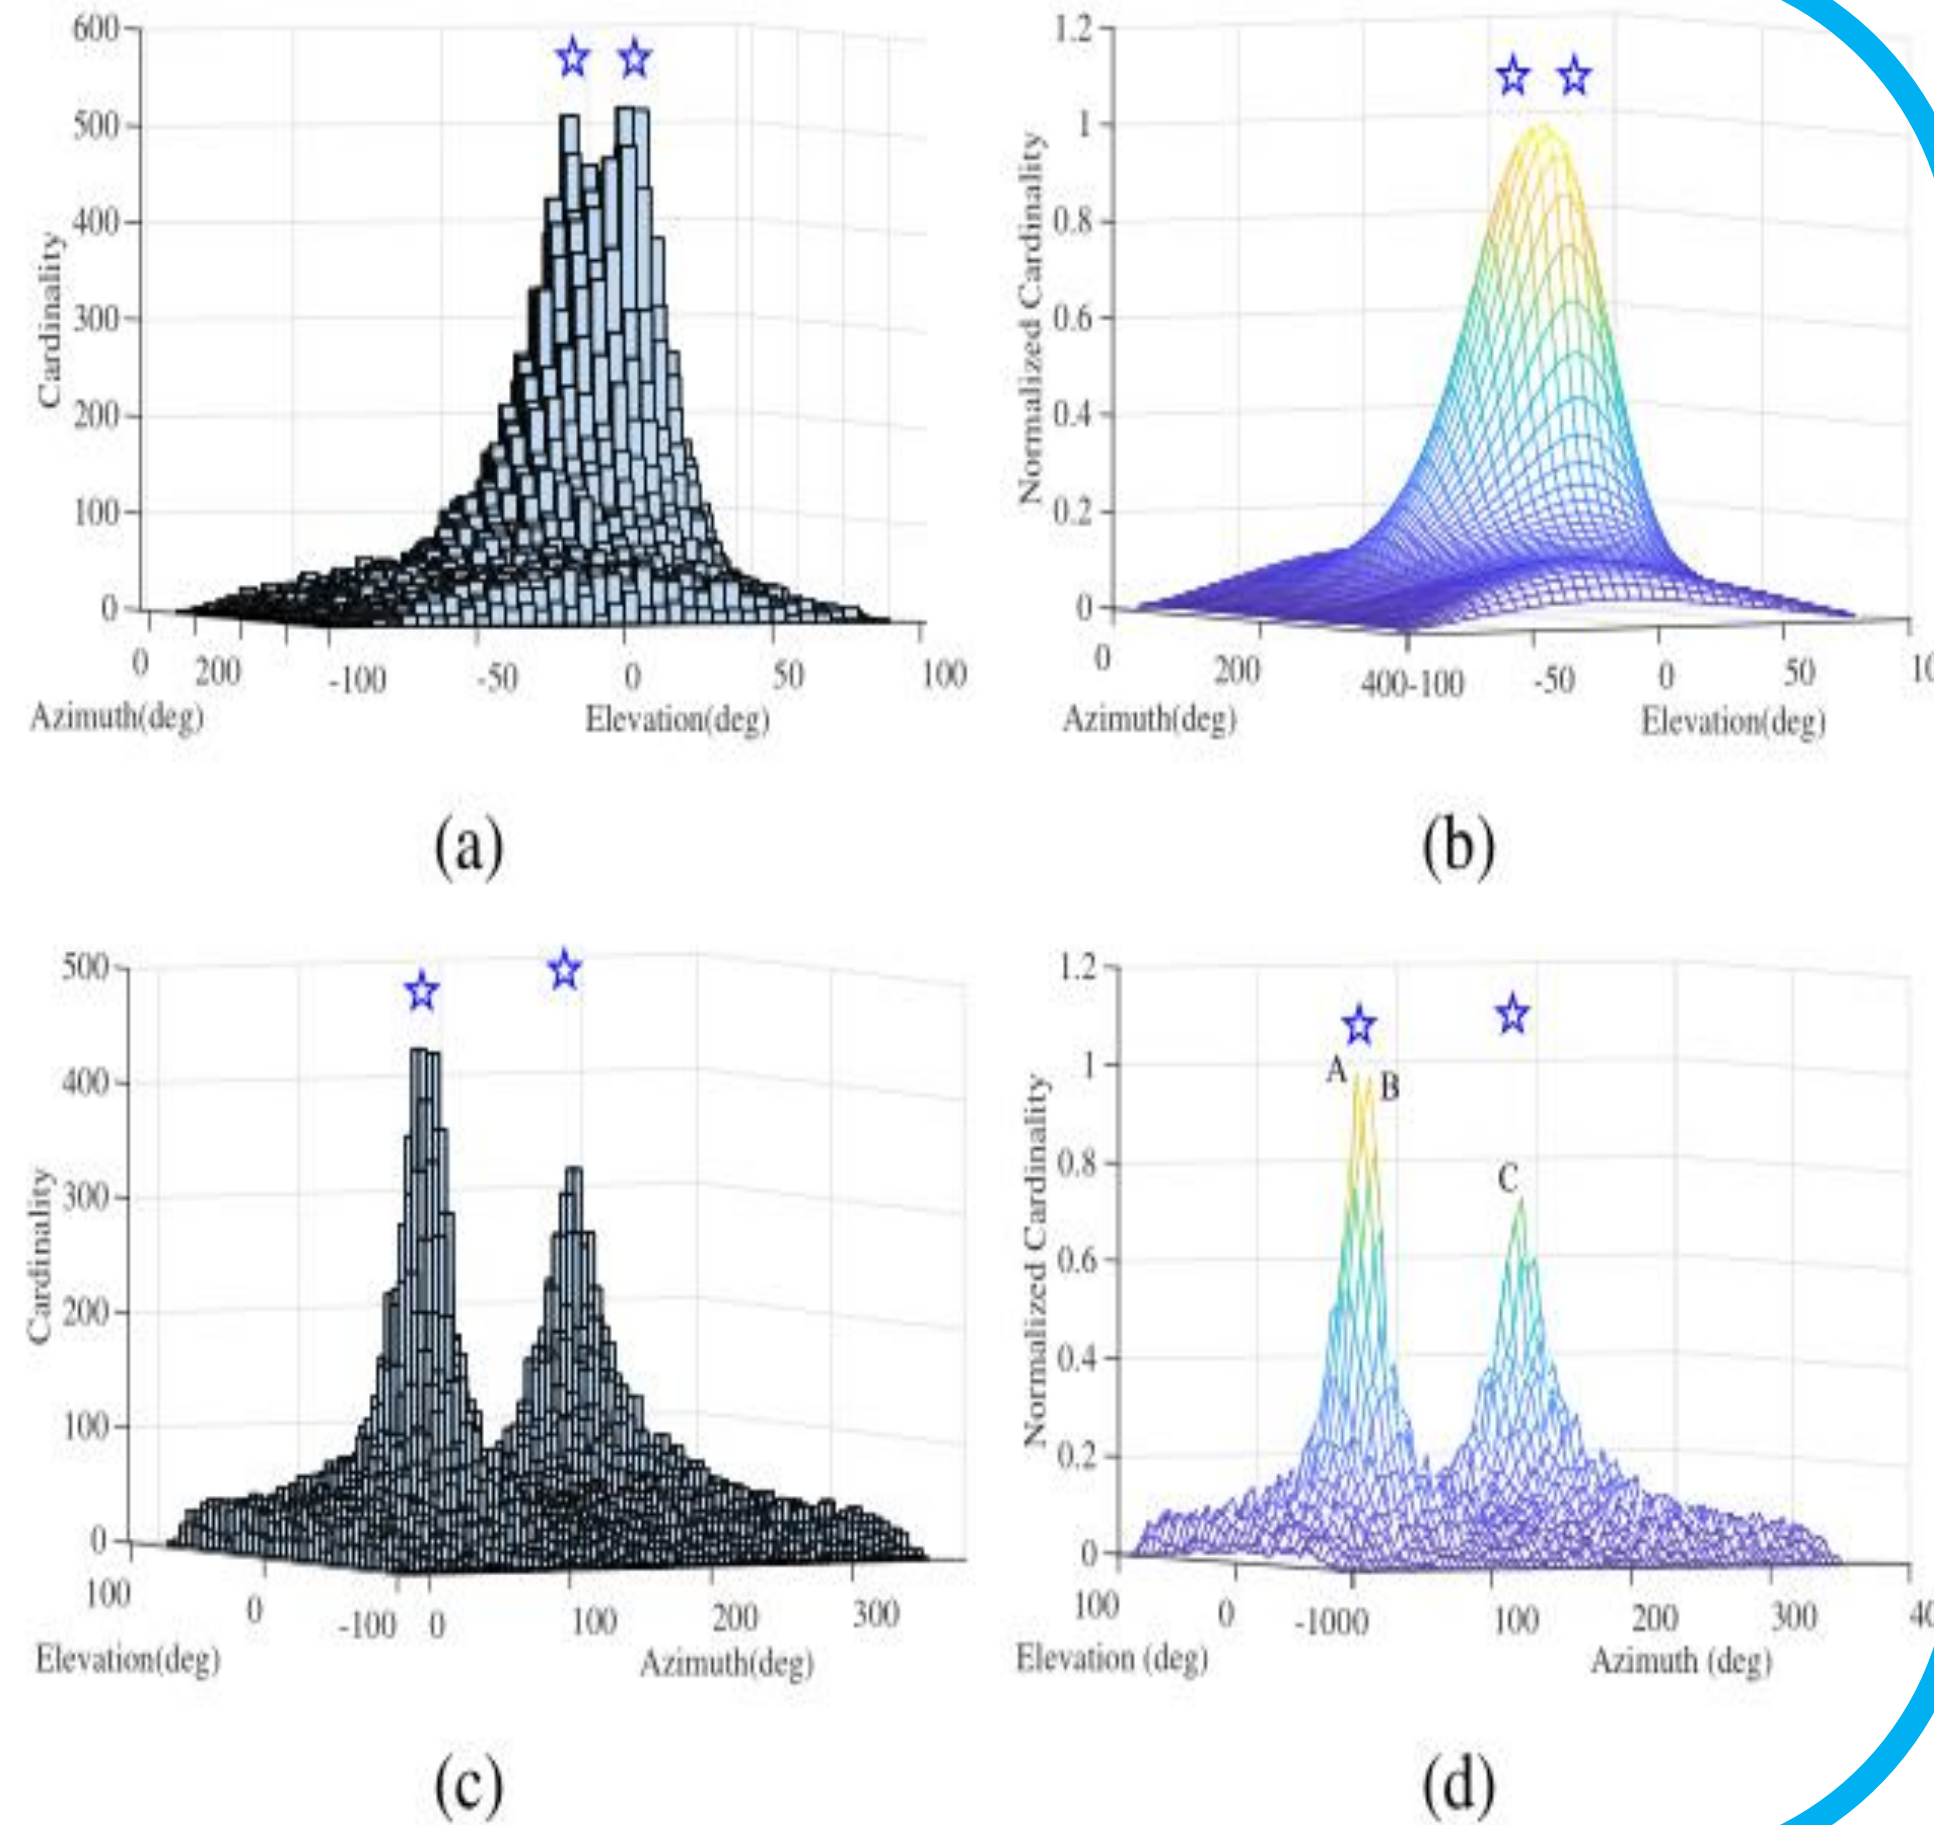 600
500
400
300
200
100
0
Cardinality
0 200 -100 -50 0 50 100
Azimuth(deg) Elevation(deg)
(a)
1.2
1
0.8
0.6
0.4
0.2
0
Normalized Cardinality
0 200 400-100 -50 0 50 10
Azimuth(deg) Elevation(deg)
(b)
500
400
300
200
100
0
Cardinality
100 0 -100 0 100 200 300
Elevation(deg) Azimuth(deg)
(c)
1.2
1
0.8
0.6
0.4
0.2
0
Normalized Cardinality
A
B
C
100 0 -1000 100 200 300 40
Elevation (deg) Azimuth (deg)
(d)